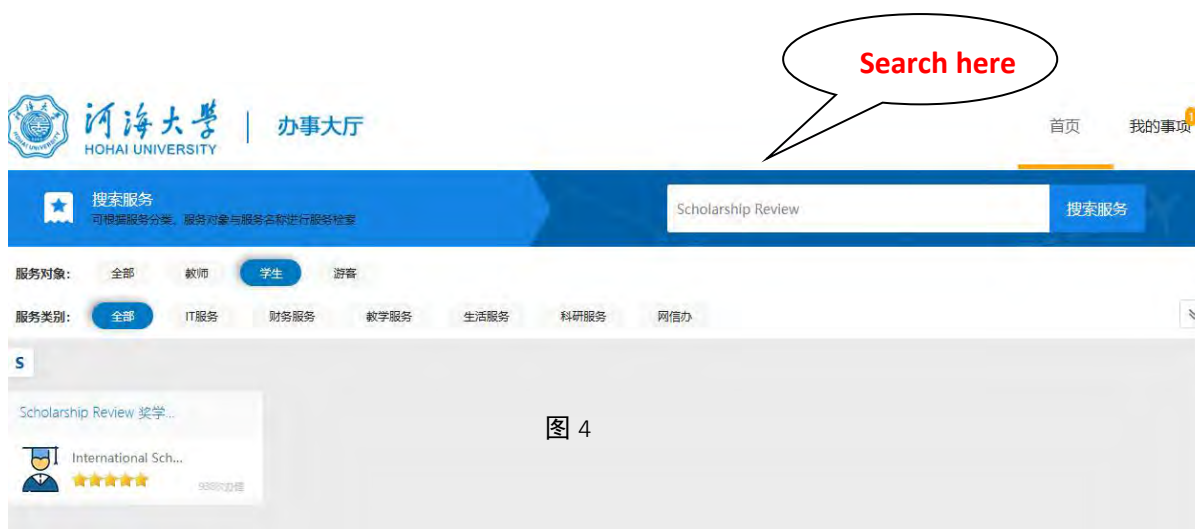 Search here
河海大学
HOHAI UNIVERSITY
办事大厅
首页
我的事项
1
搜索服务
可根据服务分类、服务对象与服务名称进行服务检索
Scholarship Review
搜索服务
服务对象: 全部 教师 学生 游客
服务类别: 全部 IT服务 财务服务 教学服务 生活服务 科研服务 网信办
S
Scholarship Review 奖学...
International Sch...
图 4